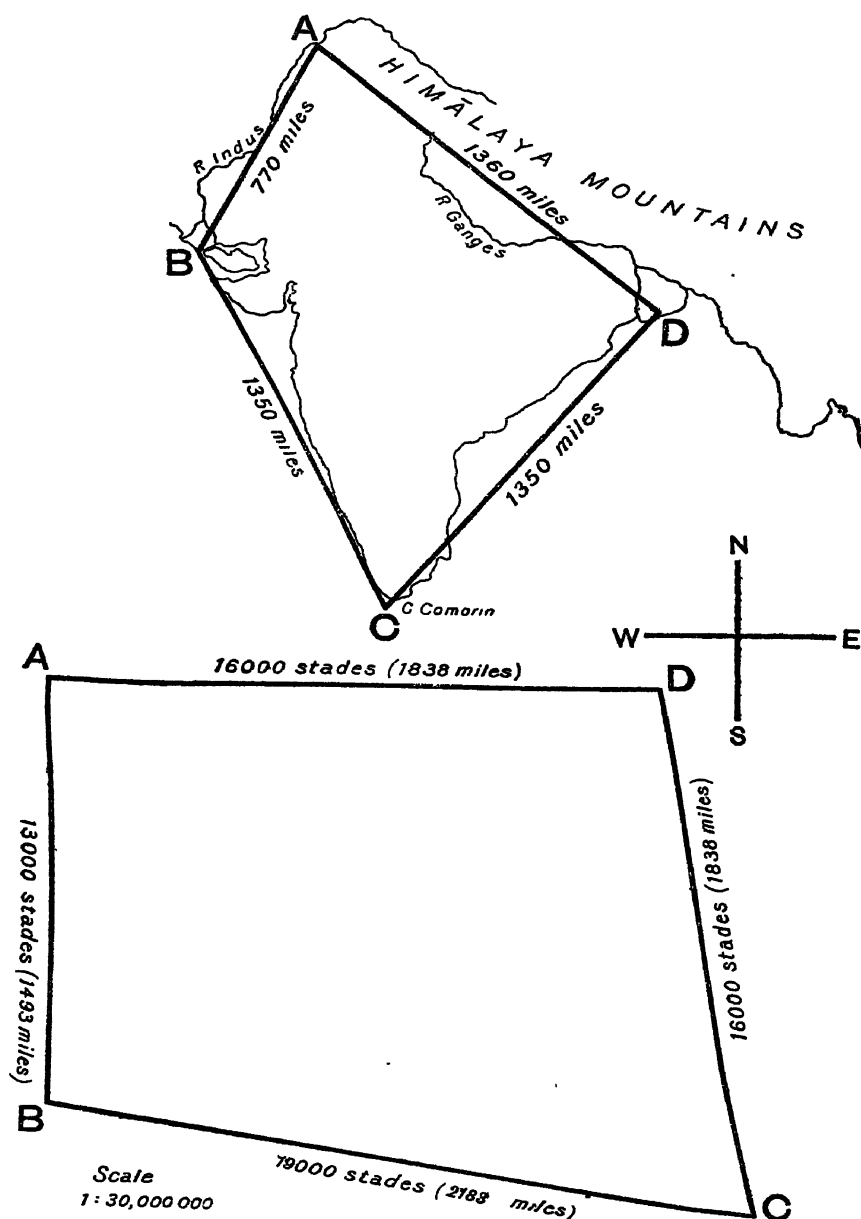 A
HIMĀLAYA MOUNTAINS
R Indus
770 miles
1360 miles
R Ganges
B
D
1350 miles
1350 miles
C
C Comorin
N
W
E
S
A
16000 stades (1838 miles)
D
13000 stades (1493 miles)
16000 stades (1838 miles)
B
19000 stades (2183 miles)
C
Scale
1 : 30,000 000